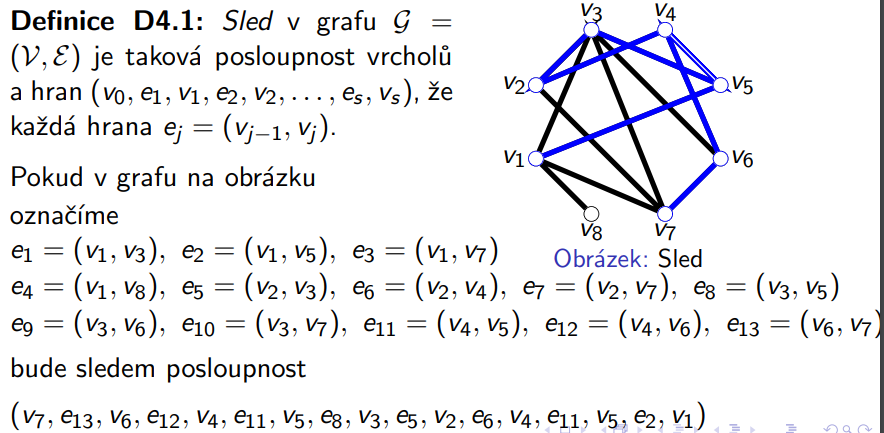 Definice D4.1: Sled v grafu 𝒢 =
(𝒱, ℰ) je taková posloupnost vrcholů
a hran (v₀, e₁, v₁, e₂, v₂, . . . , eₛ, vₛ), že
každá hrana eⱼ = (vⱼ₋₁, vⱼ).
Pokud v grafu na obrázku
označíme
v₃ v₄
v₂ v₅
v₁ v₆
v₈ v₇
Obrázek: Sled
e₁ = (v₁, v₃), e₂ = (v₁, v₅), e₃ = (v₁, v₇)
e₄ = (v₁, v₈), e₅ = (v₂, v₃), e₆ = (v₂, v₄), e₇ = (v₂, v₇), e₈ = (v₃, v₅)
e₉ = (v₃, v₆), e₁₀ = (v₃, v₇), e₁₁ = (v₄, v₅), e₁₂ = (v₄, v₆), e₁₃ = (v₆, v₇)
bude sledem posloupnost
(v₇, e₁₃, v₆, e₁₂, v₄, e₁₁, v₅, e₈, v₃, e₅, v₂, e₆, v₄, e₁₁, v₅, e₂, v₁)